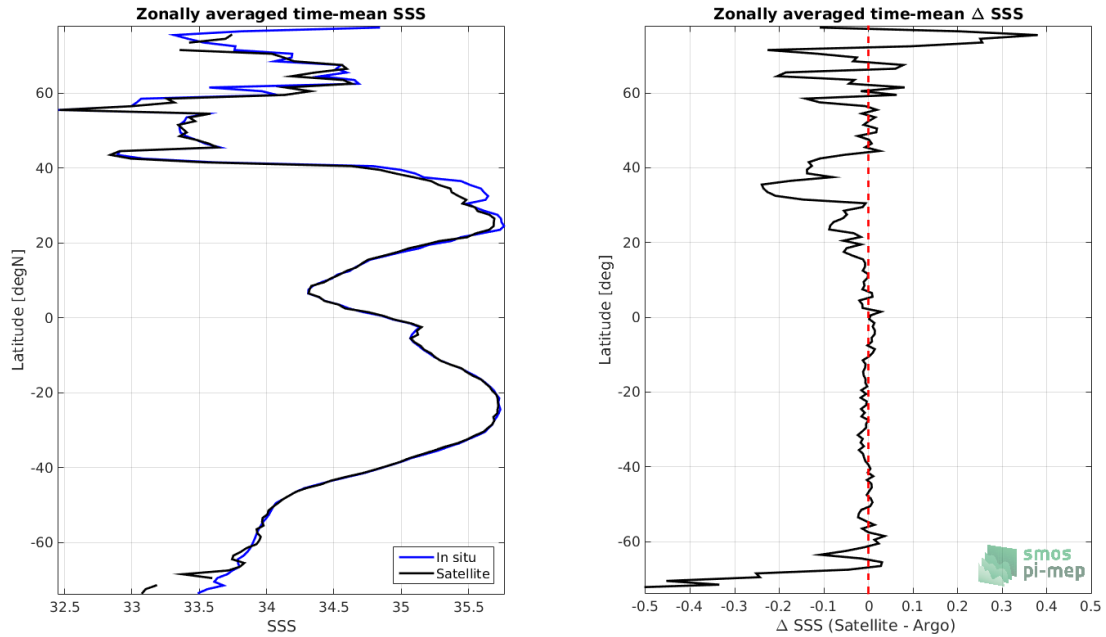 Zonally averaged time-mean SSS
60
40
20
0
-20
-40
-60
Latitude [degN]
32.5 33 33.5 34 34.5 35 35.5
SSS
In situ
Satellite
Zonally averaged time-mean Δ SSS
60
40
20
0
-20
-40
-60
Latitude [deg]
-0.5 -0.4 -0.3 -0.2 -0.1 0 0.1 0.2 0.3 0.4 0.5
Δ SSS (Satellite - Argo)
smos
pi-mep